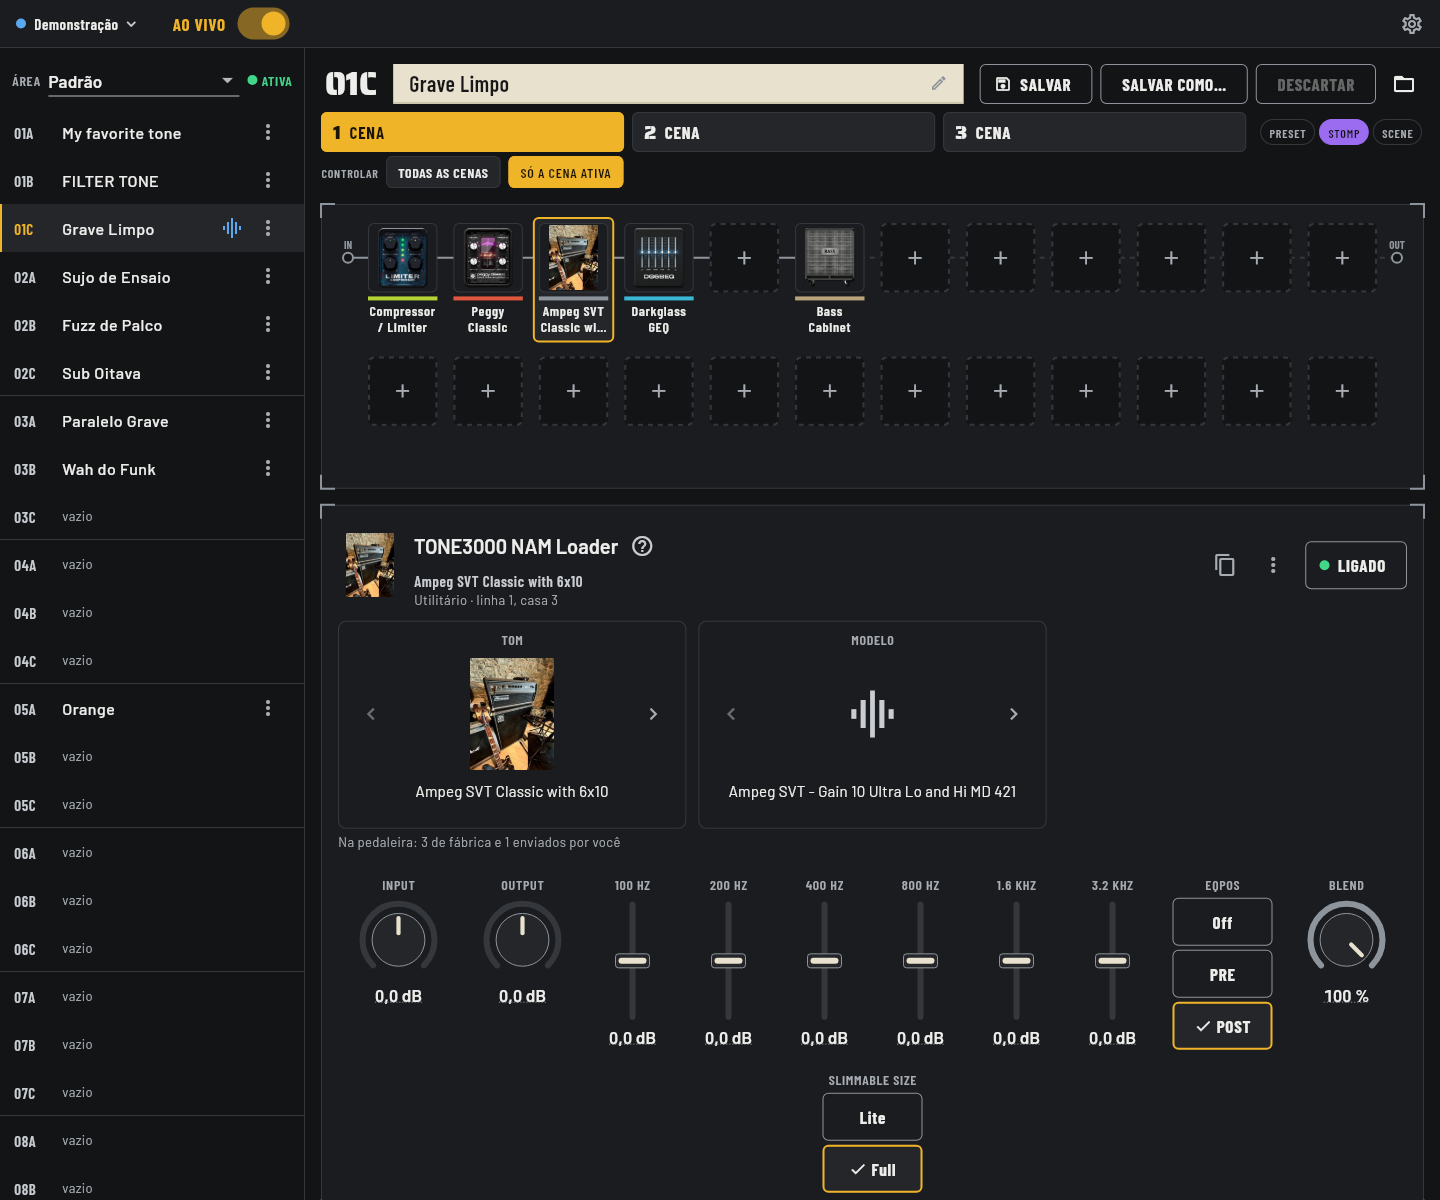 Demonstração
AO VIVO
ÁREA Padrão ATIVA
01A My favorite tone
01B FILTER TONE
01C Grave Limpo
02A Sujo de Ensaio
02B Fuzz de Palco
02C Sub Oitava
03A Paralelo Grave
03B Wah do Funk
03C vazio
04A vazio
04B vazio
04C vazio
05A Orange
05B vazio
05C vazio
06A vazio
06B vazio
06C vazio
07A vazio
07B vazio
07C vazio
08A vazio
08B vazio
01C Grave Limpo SALVAR SALVAR COMO... DESCARTAR
1 CENA 2 CENA 3 CENA PRESET STOMP SCENE
CONTROLAR TODAS AS CENAS SÓ A CENA ATIVA
IN OUT
LIMITER
DG6BEQ
BASS
Compressor
/ Limiter
Peggy
Classic
Ampeg SVT
Classic wi...
Darkglass
GEQ
Bass
Cabinet
TONE3000 NAM Loader
Ampeg SVT Classic with 6x10
Utilitário · linha 1, casa 3
LIGADO
TOM
Ampeg SVT Classic with 6x10
MODELO
Ampeg SVT - Gain 10 Ultra Lo and Hi MD 421
Na pedaleira: 3 de fábrica e 1 enviados por você
INPUT OUTPUT 100 HZ 200 HZ 400 HZ 800 HZ 1.6 KHZ 3.2 KHZ EQPOS BLEND
Off
PRE
POST
0,0 dB 0,0 dB 100 %
0,0 dB 0,0 dB 0,0 dB 0,0 dB 0,0 dB 0,0 dB
SLIMMABLE SIZE
Lite
Full